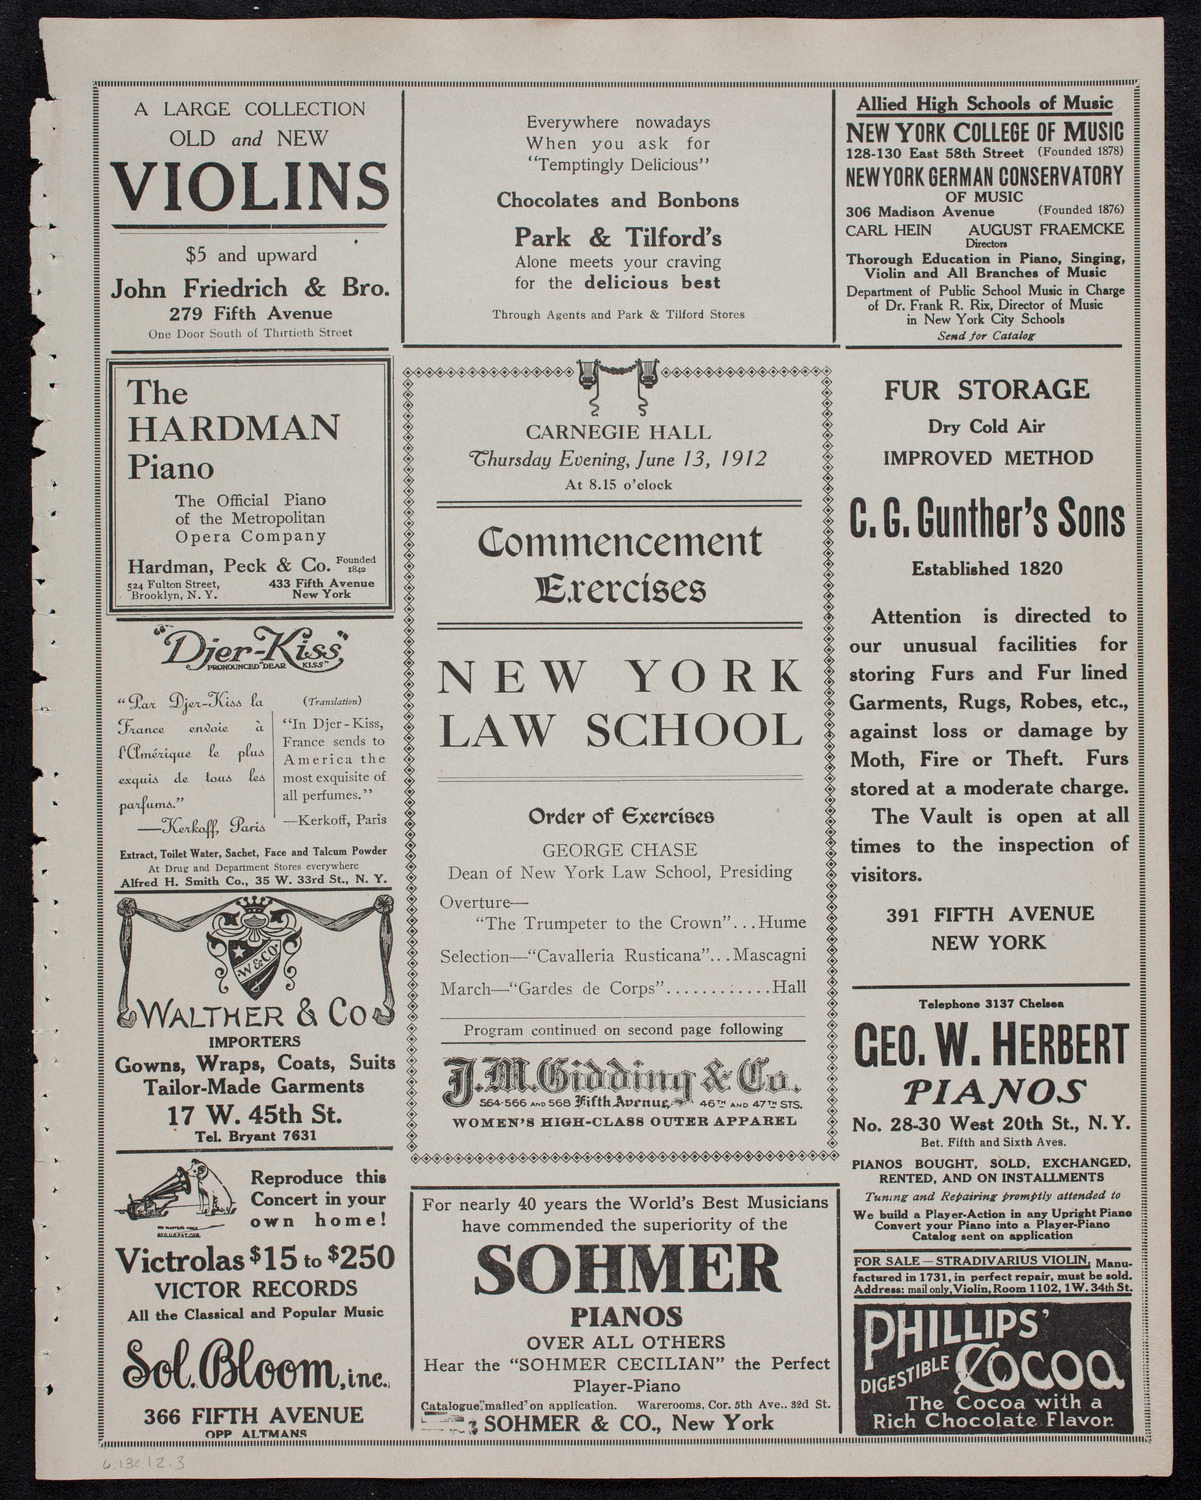 A LARGE COLLECTION
OLD and NEW
VIOLINS
$5 and upward
John Friedrich & Bro.
279 Fifth Avenue
One Door South of Thirtieth Street
Everywhere nowadays
When you ask for
"Temptingly Delicious"
Chocolates and Bonbons
Park & Tilford's
Alone meets your craving
for the delicious best
Through Agents and Park & Tilford Stores
Allied High Schools of Music
NEW YORK COLLEGE OF MUSIC
128-130 East 58th Street (Founded 1878)
NEW YORK GERMAN CONSERVATORY
OF MUSIC
306 Madison Avenue (Founded 1876)
CARL HEIN AUGUST FRAEMCKE
Directors
Thorough Education in Piano, Singing,
Violin and All Branches of Music
Department of Public School Music in Charge
of Dr. Frank R. Rix, Director of Music
in New York City Schools
Send for Catalog
The
HARDMAN
Piano
The Official Piano
of the Metropolitan
Opera Company
Hardman, Peck & Co. Founded 1842
524 Fulton Street, 433 Fifth Avenue
Brooklyn, N. Y. New York
"Djer-Kiss"
PRONOUNCED "DEAR KISS"
"Par Djer-Kiss la
France envoie à
l'Amérique le plus
exquis de tous les
parfums."
—Kerkoff, Paris
(Translation)
"In Djer-Kiss,
France sends to
America the
most exquisite of
all perfumes."
—Kerkoff, Paris
Extract, Toilet Water, Sachet, Face and Talcum Powder
At Drug and Department Stores everywhere
Alfred H. Smith Co., 35 W. 33rd St., N. Y.
W & CO
WALTHER & CO
IMPORTERS
Gowns, Wraps, Coats, Suits
Tailor-Made Garments
17 W. 45th St.
Tel. Bryant 7631
Reproduce this
Concert in your
own home!
Victrolas $15 to $250
VICTOR RECORDS
All the Classical and Popular Music
Sol. Bloom, inc.
366 FIFTH AVENUE
OPP ALTMANS
CARNEGIE HALL
Thursday Evening, June 13, 1912
At 8.15 o'clock
Commencement
Exercises
NEW YORK
LAW SCHOOL
Order of Exercises
GEORGE CHASE
Dean of New York Law School, Presiding
Overture—
"The Trumpeter to the Crown"...Hume
Selection—"Cavalleria Rusticana"...Mascagni
March—"Gardes de Corps"............Hall
Program continued on second page following
J. M. Gidding & Co.
564-566 AND 568 Fifth Avenue, 46TH AND 47TH STS.
WOMEN'S HIGH-CLASS OUTER APPAREL
For nearly 40 years the World's Best Musicians
have commended the superiority of the
SOHMER
PIANOS
OVER ALL OTHERS
Hear the "SOHMER CECILIAN" the Perfect
Player-Piano
Catalogue mailed on application. Warerooms, Cor. 5th Ave.. 32d St.
SOHMER & CO., New York
FUR STORAGE
Dry Cold Air
IMPROVED METHOD
C. G. Gunther's Sons
Established 1820
Attention is directed to
our unusual facilities for
storing Furs and Fur lined
Garments, Rugs, Robes, etc.,
against loss or damage by
Moth, Fire or Theft. Furs
stored at a moderate charge.
The Vault is open at all
times to the inspection of
visitors.
391 FIFTH AVENUE
NEW YORK
Telephone 3137 Chelsea
GEO. W. HERBERT
PIANOS
No. 28-30 West 20th St., N. Y.
Bet. Fifth and Sixth Aves.
PIANOS BOUGHT, SOLD, EXCHANGED,
RENTED, AND ON INSTALLMENTS
Tuning and Repairing promptly attended to
We build a Player-Action in any Upright Piano
Convert your Piano into a Player-Piano
Catalog sent on application
FOR SALE—STRADIVARIUS VIOLIN, Manu-
factured in 1731, in perfect repair, must be sold.
Address: mail only, Violin, Room 1102, 1 W. 34th St.
PHILLIPS'
DIGESTIBLE COCOA
The Cocoa with a
Rich Chocolate Flavor.
6.13e.12.3